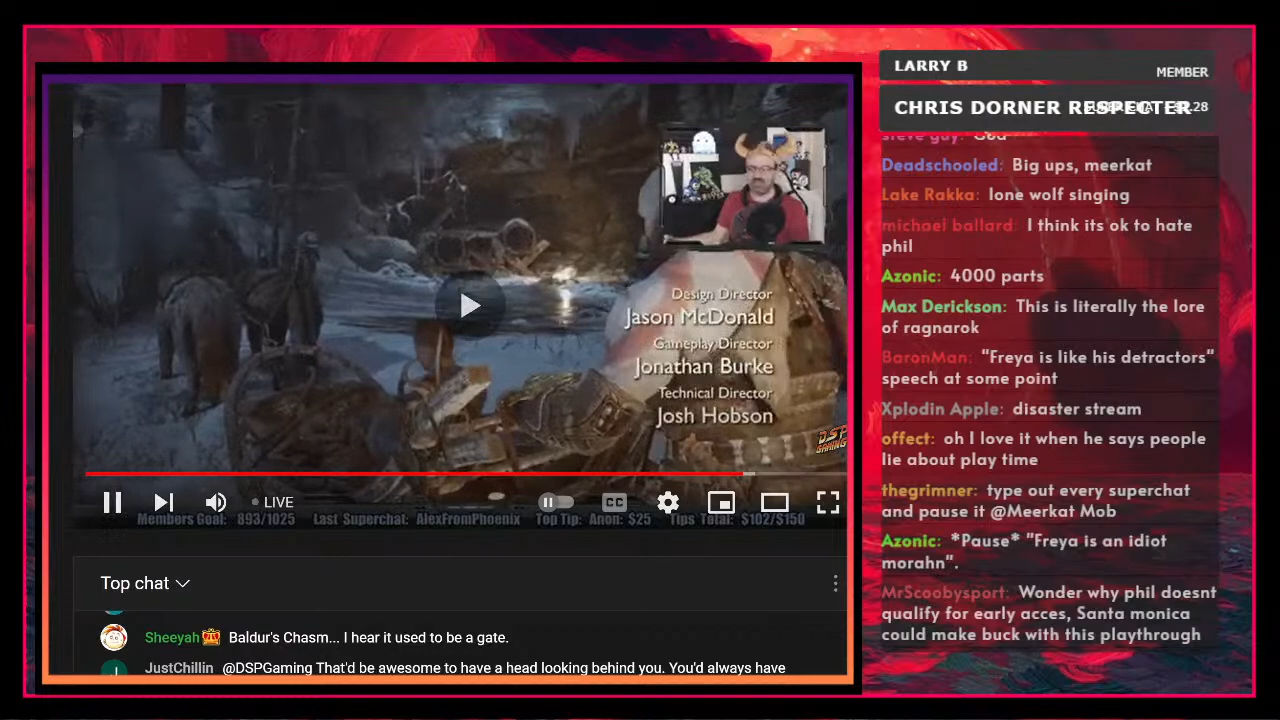 LARRY B
MEMBER
CHRIS DORNER RESPECTER
.28
steve guy: God
Deadschooled: Big ups, meerkat
Lake Rakka: lone wolf singing
michael ballard: I think its ok to hate
phil
Azonic: 4000 parts
Max Derickson: This is literally the lore
of ragnarok
BaronMan: "Freya is like his detractors"
speech at some point
Xplodin Apple: disaster stream
offect: oh I love it when he says people
lie about play time
thegrimner: type out every superchat
and pause it @Meerkat Mob
Azonic: *Pause* "Freya is an idiot
morahn".
MrScoobysport: Wonder why phil doesnt
qualify for early acces, Santa monica
could make buck with this playthrough
Design Director
Jason McDonald
Gameplay Director
Jonathan Burke
Technical Director
Josh Hobson
DSP
GAMING
LIVE
CC
Members Goal: 893/1025 Last Superchat: AlexFromPhoenix Top Tip: Anon: $25 Tips Total: $102/$150
Top chat
Sheeyah Baldur's Chasm... I hear it used to be a gate.
J JustChillin @DSPGaming That'd be awesome to have a head looking behind you. You'd always have